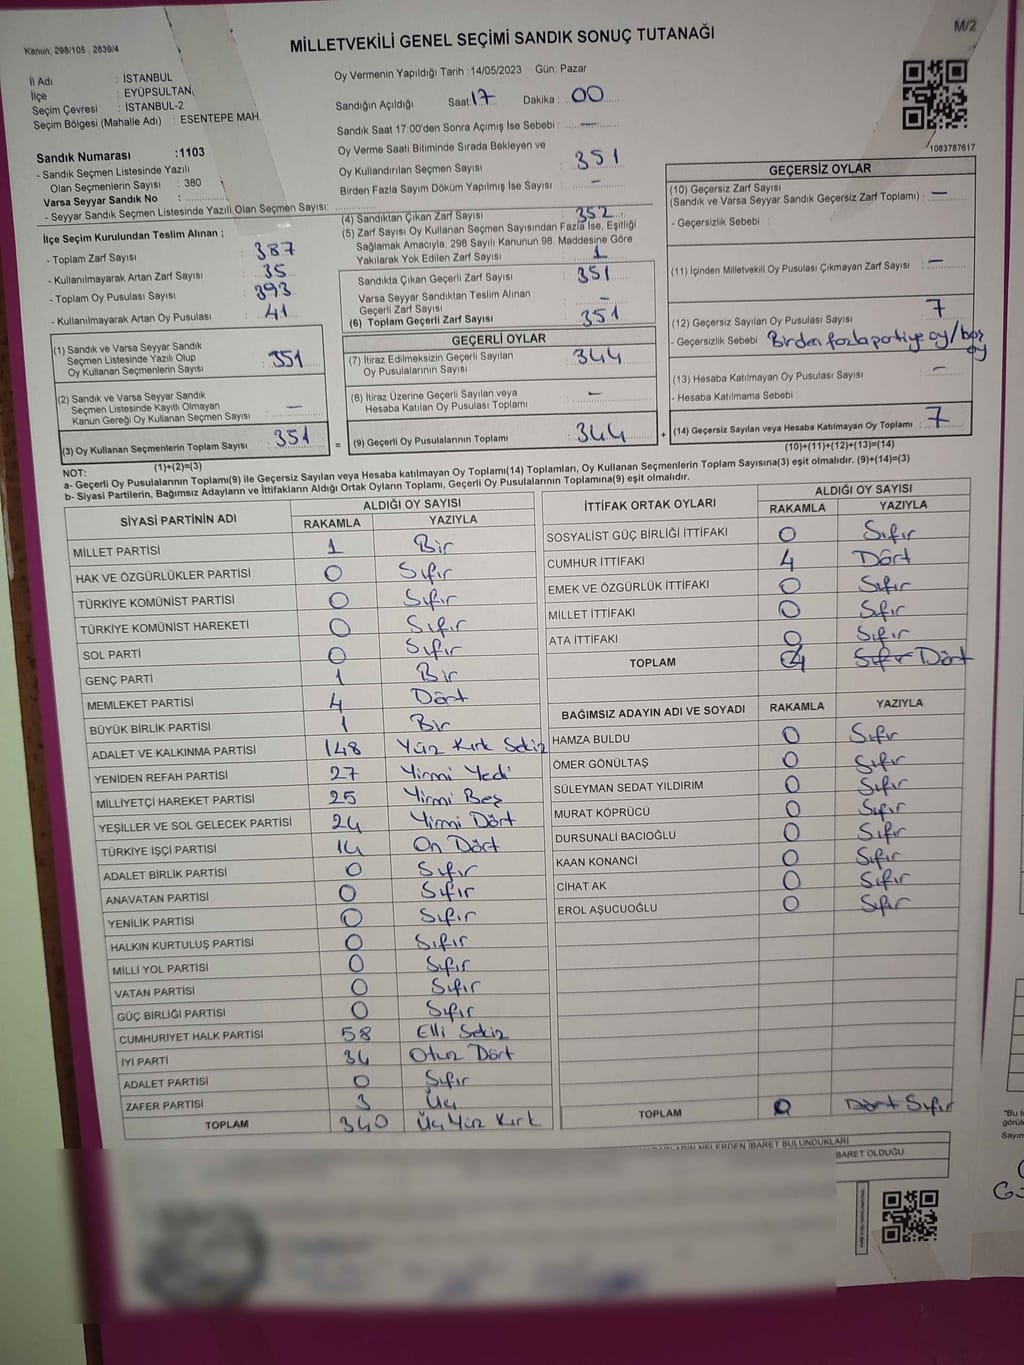 Kanun: 298/105 , 2839/4
M/2
MİLLETVEKİLİ GENEL SEÇİMİ SANDIK SONUÇ TUTANAĞI
İl Adı : İSTANBUL
İlçe : EYÜPSULTAN
Seçim Çevresi : İSTANBUL-2
Seçim Bölgesi (Mahalle Adı) : ESENTEPE MAH.
Oy Vermenin Yapıldığı Tarih :14/05/2023 Gün: Pazar
Sandığın Açıldığı Saat: 17 Dakika : 00
Sandık Saat 17:00'den Sonra Açımış İse Sebebi : —
Oy Verme Saati Bitiminde Sırada Bekleyen ve
Oy Kullandırılan Seçmen Sayısı : 351
Birden Fazla Sayım Döküm Yapılmış İse Sayısı : –
Sandık Numarası :1103
- Sandık Seçmen Listesinde Yazılı
Olan Seçmenlerin Sayısı : 380
Varsa Seyyar Sandık No :
- Seyyar Sandık Seçmen Listesinde Yazılı Olan Seçmen Sayısı:
1083787617
İlçe Seçim Kurulundan Teslim Alınan ;
- Toplam Zarf Sayısı : 387
- Kullanılmayarak Artan Zarf Sayısı : 35
- Toplam Oy Pusulası Sayısı : 393
- Kullanılmayarak Artan Oy Pusulası : 41
(4) Sandıktan Çıkan Zarf Sayısı : 352
(5) Zarf Sayısı Oy Kullanan Seçmen Sayısından Fazla İse, Eşitliği
Sağlamak Amacıyla, 298 Sayılı Kanunun 98. Maddesine Göre
Yakılarak Yok Edilen Zarf Sayısı : 1
Sandıkta Çıkan Geçerli Zarf Sayısı : 351
Varsa Seyyar Sandıktan Teslim Alınan
Geçerli Zarf Sayısı : –
(6) Toplam Geçerli Zarf Sayısı : 351
GEÇERSİZ OYLAR
(10) Geçersiz Zarf Sayısı
(Sandık ve Varsa Seyyar Sandık Geçersiz Zarf Toplamı) : –
- Geçersizlik Sebebi :
(11) İçinden Milletvekili Oy Pusulası Çıkmayan Zarf Sayısı : –
(12) Geçersiz Sayılan Oy Pusulası Sayısı : 7
- Geçersizlik Sebebi : Birden fazla partiye oy/boş
oy
(13) Hesaba Katılmayan Oy Pusulası Sayısı : –
- Hesaba Katılmama Sebebi :
(14) Geçersiz Sayılan veya Hesaba Katılmayan Oy Toplamı : 7
(10)+(11)+(12)+(13)=(14)
(1) Sandık ve Varsa Seyyar Sandık
Seçmen Listesinde Yazılı Olup
Oy Kullanan Seçmenlerin Sayısı : 351
(2) Sandık ve Varsa Seyyar Sandık
Seçmen Listesinde Kayıtlı Olmayan
Kanun Gereği Oy Kullanan Seçmen Sayısı : –
(3) Oy Kullanan Seçmenlerin Toplam Sayısı : 351
(1)+(2)=(3)
GEÇERLİ OYLAR
(7) İtiraz Edilmeksizin Geçerli Sayılan
Oy Pusulalarının Sayısı : 344
(8) İtiraz Üzerine Geçerli Sayılan veya
Hesaba Katılan Oy Pusulası Toplamı : –
= (9) Geçerli Oy Pusulalarının Toplamı : 344 +
NOT:
a- Geçerli Oy Pusulalarının Toplamı(9) ile Geçersiz Sayılan veya Hesaba katılmayan Oy Toplamı(14) Toplamları, Oy Kullanan Seçmenlerin Toplam Sayısına(3) eşit olmalıdır. (9)+(14)=(3)
b- Siyasi Partilerin, Bağımsız Adayların ve İttifakların Aldığı Ortak Oyların Toplamı, Geçerli Oy Pusulalarının Toplamına(9) eşit olmalıdır.
SİYASİ PARTİNİN ADI ALDIĞI OY SAYISI
RAKAMLA YAZIYLA
MİLLET PARTİSİ 1 Bir
HAK VE ÖZGÜRLÜKLER PARTİSİ 0 Sıfır
TÜRKİYE KOMÜNİST PARTİSİ 0 Sıfır
TÜRKİYE KOMÜNİST HAREKETİ 0 Sıfır
SOL PARTİ 0 Sıfır
GENÇ PARTİ 1 Bir
MEMLEKET PARTİSİ 4 Dört
BÜYÜK BİRLİK PARTİSİ 1 Bir
ADALET VE KALKINMA PARTİSİ 148 Yüz Kırk Sekiz
YENİDEN REFAH PARTİSİ 27 Yirmi Yedi
MİLLİYETÇİ HAREKET PARTİSİ 25 Yirmi Beş
YEŞİLLER VE SOL GELECEK PARTİSİ 24 Yirmi Dört
TÜRKİYE İŞÇİ PARTİSİ 14 On Dört
ADALET BİRLİK PARTİSİ 0 Sıfır
ANAVATAN PARTİSİ 0 Sıfır
YENİLİK PARTİSİ 0 Sıfır
HALKIN KURTULUŞ PARTİSİ 0 Sıfır
MİLLİ YOL PARTİSİ 0 Sıfır
VATAN PARTİSİ 0 Sıfır
GÜÇ BİRLİĞİ PARTİSİ 0 Sıfır
CUMHURİYET HALK PARTİSİ 58 Elli Sekiz
İYİ PARTİ 34 Otuz Dört
ADALET PARTİSİ 0 Sıfır
ZAFER PARTİSİ 3 Üç
TOPLAM 340 Üç Yüz Kırk
İTTİFAK ORTAK OYLARI ALDIĞI OY SAYISI
RAKAMLA YAZIYLA
SOSYALİST GÜÇ BİRLİĞİ İTTİFAKI 0 Sıfır
CUMHUR İTTİFAKI 4 Dört
EMEK VE ÖZGÜRLÜK İTTİFAKI 0 Sıfır
MİLLET İTTİFAKI 0 Sıfır
ATA İTTİFAKI 0 Sıfır
TOPLAM 4 Sıfır Dört
BAĞIMSIZ ADAYIN ADI VE SOYADI RAKAMLA YAZIYLA
HAMZA BULDU 0 Sıfır
ÖMER GÖNÜLTAŞ 0 Sıfır
SÜLEYMAN SEDAT YILDIRIM 0 Sıfır
MURAT KÖPRÜCÜ 0 Sıfır
DURSUNALİ BACIOĞLU 0 Sıfır
KAAN KONANCİ 0 Sıfır
CİHAT AK 0 Sıfır
EROL AŞUCUOĞLU 0 Sıfır
TOPLAM 0 Dört Sıfır
NELERDEN İBARET BULUNDUKLARI
BARET OLDUĞU
"Bu t
görül
Sayım